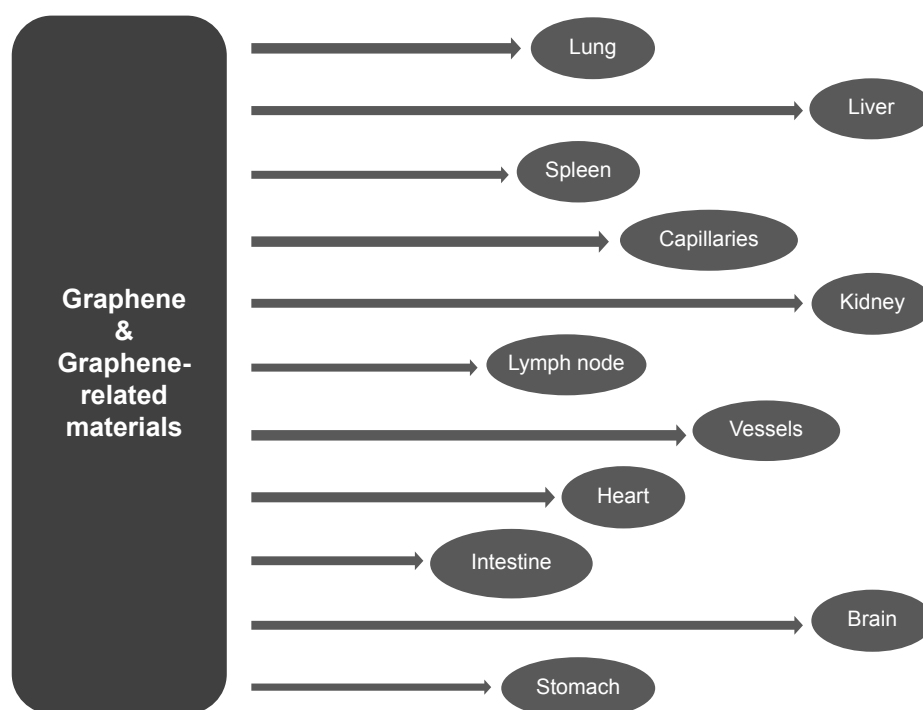 Graphene
&
Graphene-
related
materials
Lung
Liver
Spleen
Capillaries
Kidney
Lymph node
Vessels
Heart
Intestine
Brain
Stomach